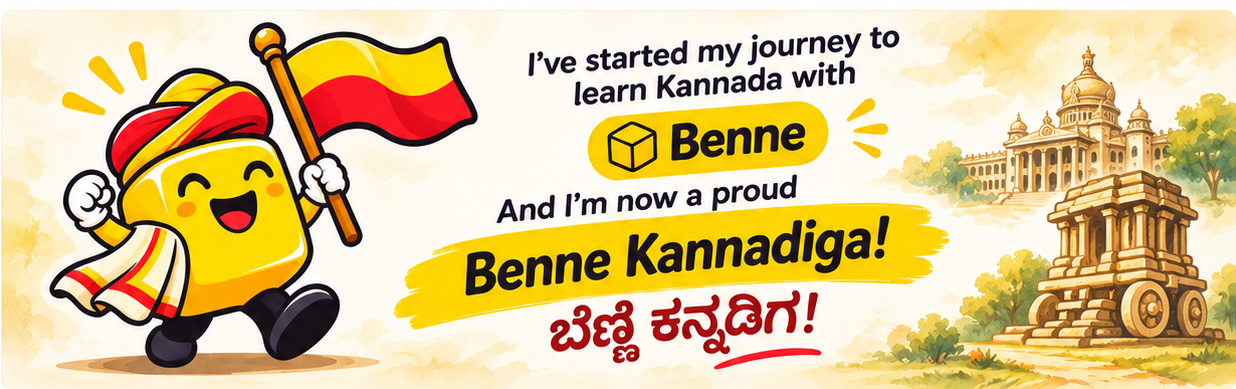 I've started my journey to
learn Kannada with
Benne
And I'm now a proud
Benne Kannadiga!
ಬೆಣ್ಣೆ ಕನ್ನಡಿಗ!